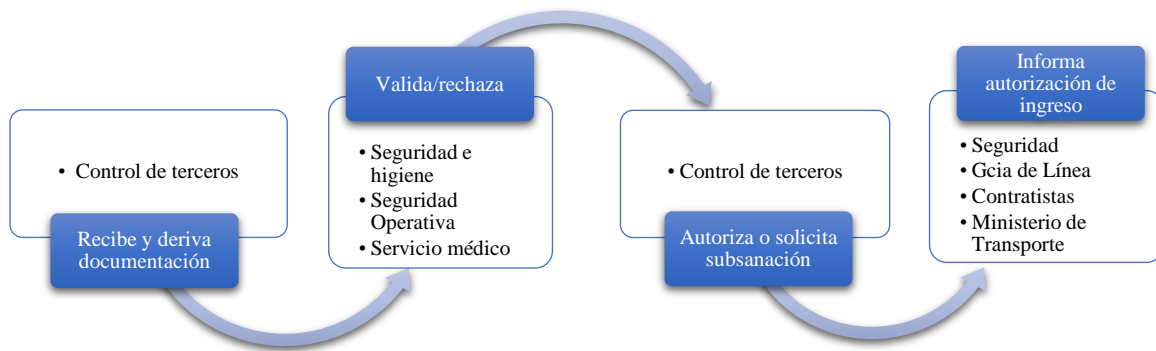 • Control de terceros
Recibe y deriva
documentación
Valida/rechaza
• Seguridad e
higiene
• Seguridad
Operativa
• Servicio médico
• Control de terceros
Autoriza o solicita
subsanación
Informa
autorización de
ingreso
• Seguridad
• Gcia de Línea
• Contratistas
• Ministerio de
Transporte